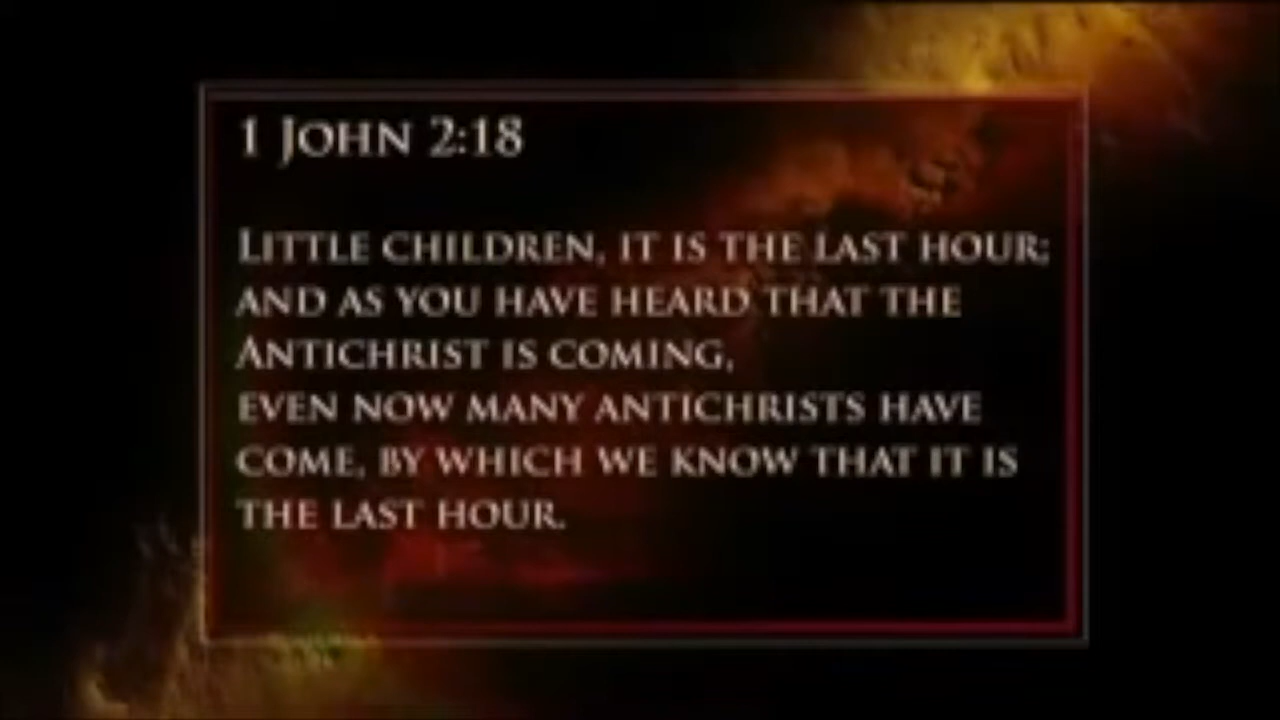 1 John 2:18
Little children, it is the last hour;
and as you have heard that the
Antichrist is coming,
even now many antichrists have
come, by which we know that it is
the last hour.